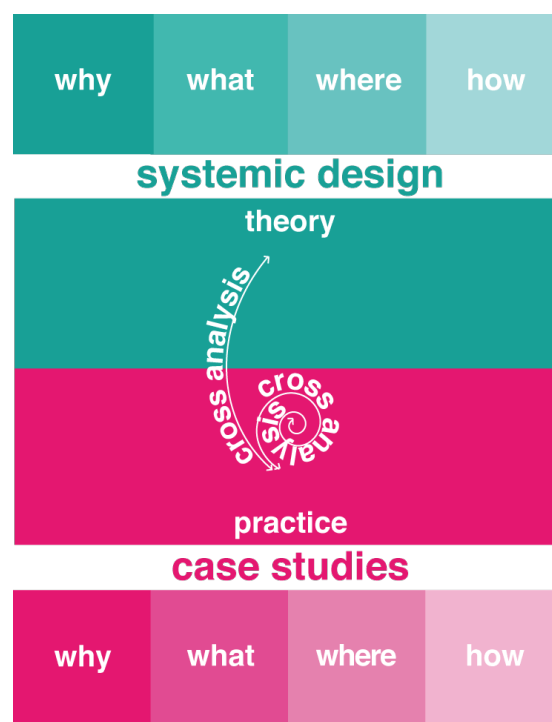 why what where how
systemic design
theory
cross analysis
cross analysis
practice
case studies
why what where how